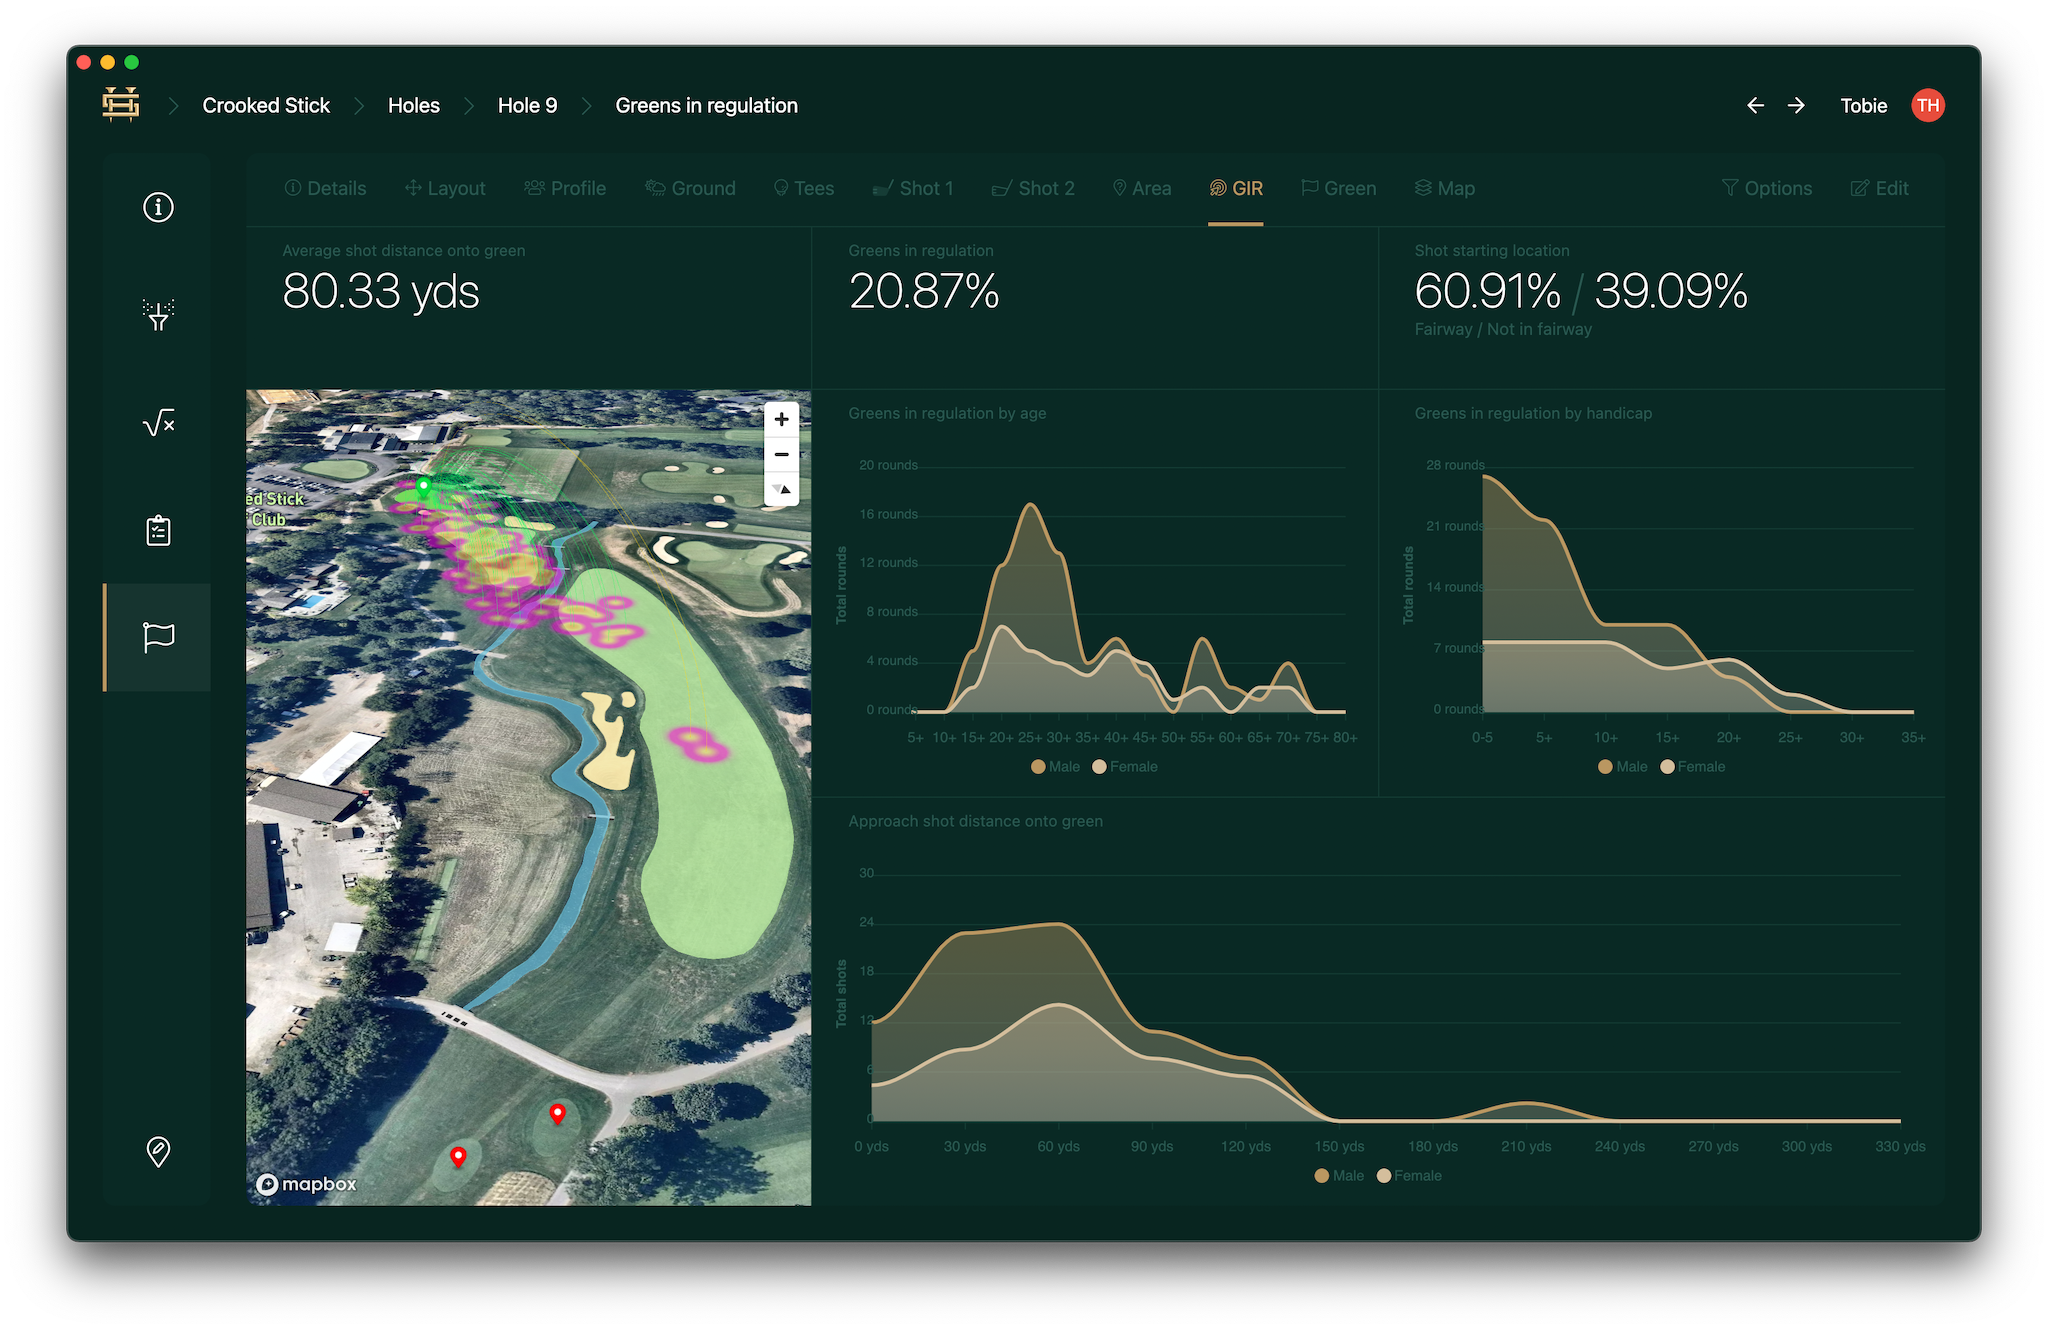 Crooked Stick
Holes
Hole 9
Greens in regulation
Tobie
TH
Details
Layout
Profile
Ground
Tees
Shot 1
Shot 2
Area
GIR
Green
Map
Options
Edit
Average shot distance onto green
80.33 yds
Greens in regulation
20.87%
Shot starting location
60.91% / 39.09%
Fairway / Not in fairway
ed Stick
Club
mapbox
Greens in regulation by age
20 rounds
16 rounds
12 rounds
8 rounds
4 rounds
0 rounds
Total rounds
5+ 10+ 15+ 20+ 25+ 30+ 35+ 40+ 45+ 50+ 55+ 60+ 65+ 70+ 75+ 80+
Male Female
Greens in regulation by handicap
28 rounds
21 rounds
14 rounds
7 rounds
0 rounds
Total rounds
0-5 5+ 10+ 15+ 20+ 25+ 30+ 35+
Male Female
Approach shot distance onto green
30
24
18
12
6
0
Total shots
0 yds 30 yds 60 yds 90 yds 120 yds 150 yds 180 yds 210 yds 240 yds 270 yds 300 yds 330 yds
Male Female